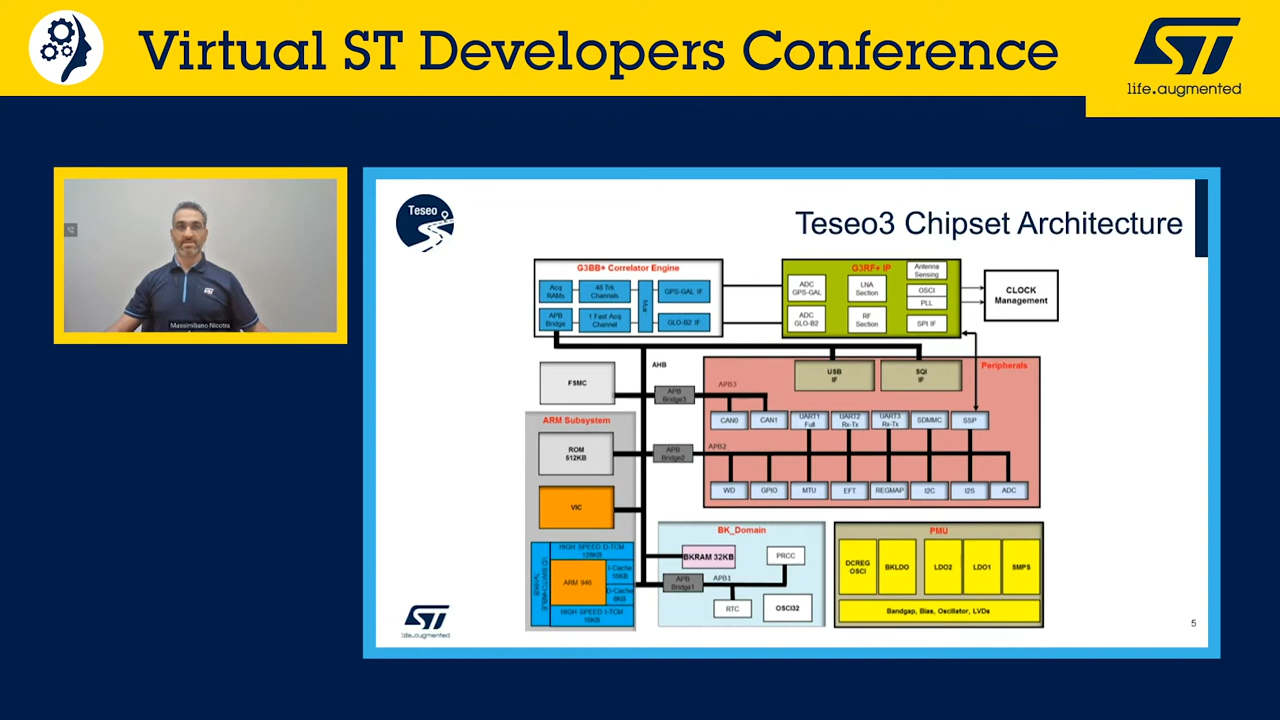 Virtual ST Developers Conference
ST
life.augmented
Massimiliano Nicotra
Teseo
Teseo3 Chipset Architecture
G3BB+ Correlator Engine
Acq
RAMs
48 Trk
Channels
Mux
GPS-GAL IF
APB
Bridge
1 Fast Acq
Channel
GLO-B2 IF
G3RF+ IP
ADC
GPS-GAL
LNA
Section
Antenna
Sensing
OSCI
PLL
ADC
GLO-B2
RF
Section
SPI IF
CLOCK
Management
FSMC
AHB
APB
Bridge3
APB3
Peripherals
USB
IF
SQI
IF
CAN0
CAN1
UART1
Full
UART2
Rx-Tx
UART3
Rx-Tx
SDMMC
SSP
ARM Subsystem
ROM
512KB
APB
Bridge2
APB2
WD
GPIO
MTU
EFT
REGMAP
I2C
I2S
ADC
VIC
HIGH SPEED D-TCM
128KB
ARM 946
I-Cache
16KB
D-Cache
8KB
HIGH SPEED I-TCM
16KB
BK_Domain
BKRAM 32KB
PRCC
APB
Bridge1
APB1
RTC
OSCI32
PMU
DCREG
OSCI
BKLDO
LDO2
LDO1
SMPS
Bandgap, Bias, Oscillator, LVDs
ST
life.augmented
5